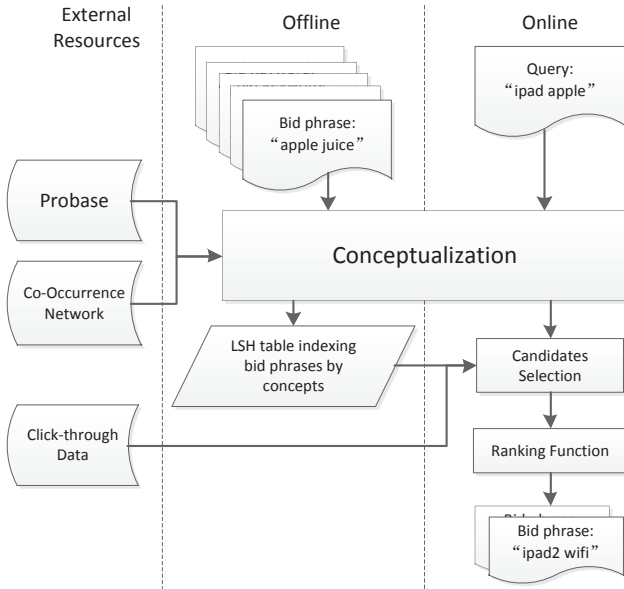 External
Resources
Offline
Online
Bid phrase:
“apple juice”
Query:
“ipad apple”
Probase
Co-Occurrence
Network
Conceptualization
LSH table indexing
bid phrases by
concepts
Candidates
Selection
Click-through
Data
Ranking Function
Bid phrase:
“ipad2 wifi”